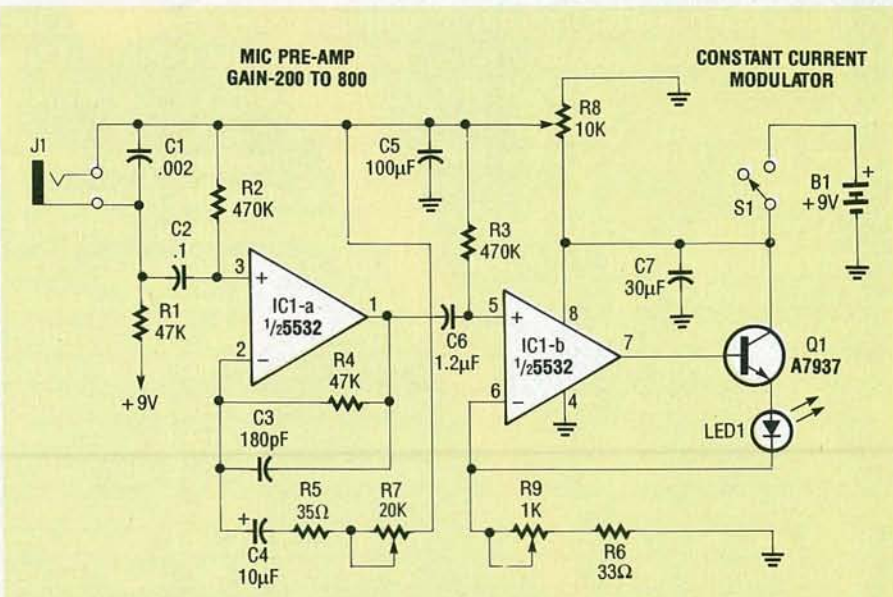 MIC PRE-AMP
GAIN-200 TO 800
CONSTANT CURRENT
MODULATOR
J1
C1
.002
R2
470K
C5
100µF
R8
10K
S1
B1
+9V
+
C2
.1
R3
470K
C7
30µF
3
+
IC1-a
1/2 5532
1
2
−
R1
47K
+9V
C6
1.2µF
5
+
IC1-b
1/2 5532
8
7
6
−
4
Q1
A7937
R4
47K
C3
180pF
LED1
+
C4
10µF
R5
35Ω
R7
20K
R9
1K
R6
33Ω